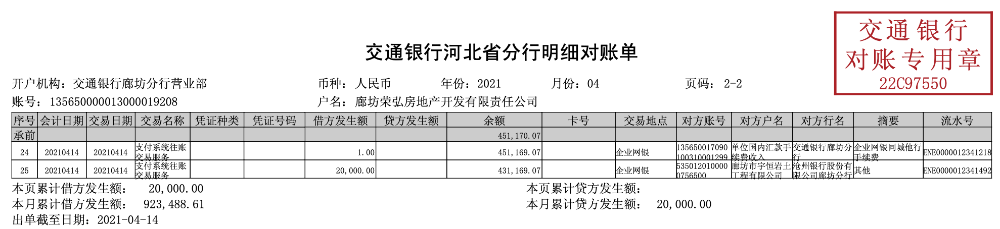 交通银行
对账专用章
22C97550
交通银行河北省分行明细对账单
开户机构：交通银行廊坊分行营业部 币种：人民币 年份：2021 月份：04 页码：2-2
账号：135650000013000019208 户名：廊坊荣弘房地产开发有限责任公司
序号 会计日期 交易日期 交易名称 凭证种类 凭证号码 借方发生额 贷方发生额 余额 卡号 交易地点 对方账号 对方户名 对方行名 摘要 流水号
承前 451,170.07
支付系统往账 135650017090 单位国内汇款手 交通银行廊坊分 企业网银同城他行
24 20210414 20210414 1.00 451,169.07 企业网银 ENE0000012341218
交易服务 100310001299 续费收入 行 手续费
支付系统往账 535012010000 廊坊市宇恒岩土 沧州银行股份有
25 20210414 20210414 20,000.00 431,169.07 企业网银 其他 ENE0000012341492
交易服务 0756500 工程有限公司 限公司廊坊分行
本页累计借方发生额： 20,000.00 本页累计贷方发生额：
本月累计借方发生额： 923,488.61 本月累计贷方发生额： 20,000.00
出单截至日期：2021-04-14